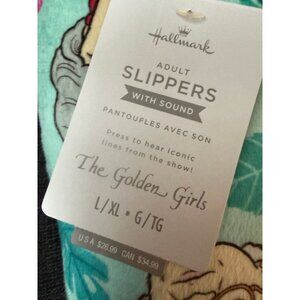 Hallmark
ADULT
SLIPPERS
WITH SOUND
PANTOUFLES AVEC SON
Press to hear iconic
lines from the show!
The Golden Girls
L/XL • G/TG
USA $26.99 CAN $34.99